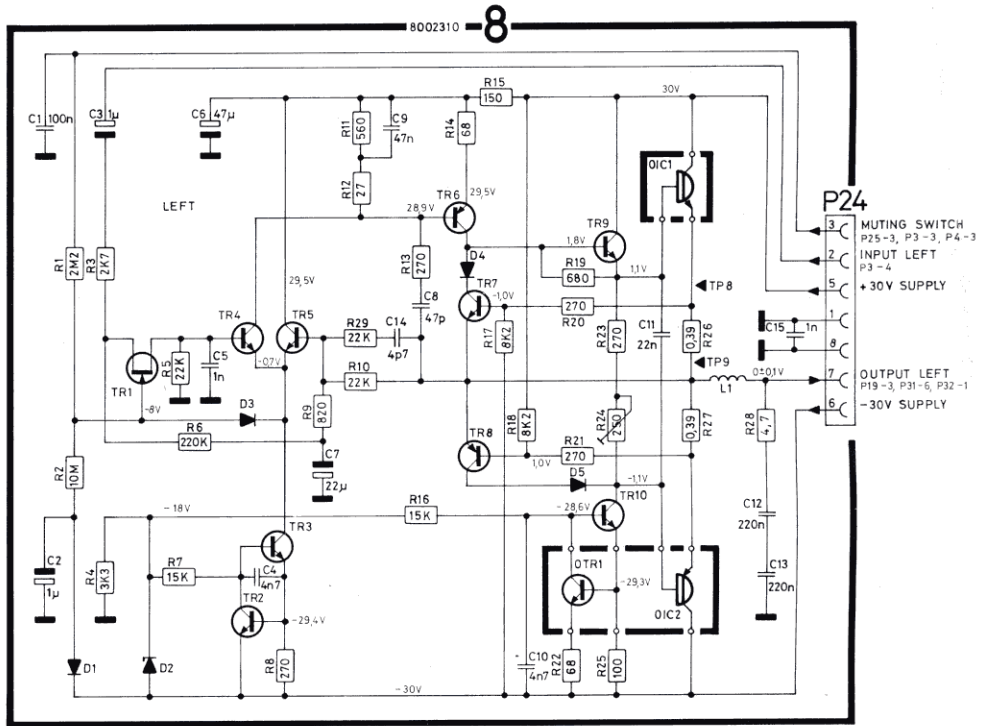 8002310
8
C1
100n
C3
1µ
C6
47µ
R11
560
C9
47n
R12
27
R14
68
R15
150
30V
LEFT
28,9V
TR6
29,5V
OIC1
P24
R1
2M2
R3
2K7
29,5V
R13
270
C8
47p
D4
TR7
-1,0V
1,8V
TR9
R19
680
1,1V
270
R20
R17
8K2
R23
270
C11
22n
TP8
0,39
R26
TP9
3
MUTING SWITCH
P25-3, P3-3, P4-3
2
INPUT LEFT
P3-4
5
+30V SUPPLY
1
C15
1n
8
7
OUTPUT LEFT
P19-3, P31-6, P32-1
6
-30V SUPPLY
TR4
TR5
R29
22K
C14
4p7
R10
22K
R5
22K
C5
1n
TR1
-0,7V
-8V
D3
R9
820
C7
22µ
R6
220K
L1
0±0,1V
R18
8K2
R24
250
0,39
R27
R28
4,7
TR8
R21
270
1,0V
D5
-1,1V
R2
10M
-18V
R16
15K
-28,6V
TR10
C12
220n
TR3
C2
1µ
R4
3K3
R7
15K
C4
4n7
TR2
-29,4V
OTR1
-29,3V
OIC2
C13
220n
D1
D2
R8
270
C10
4n7
R22
68
R25
100
-30V